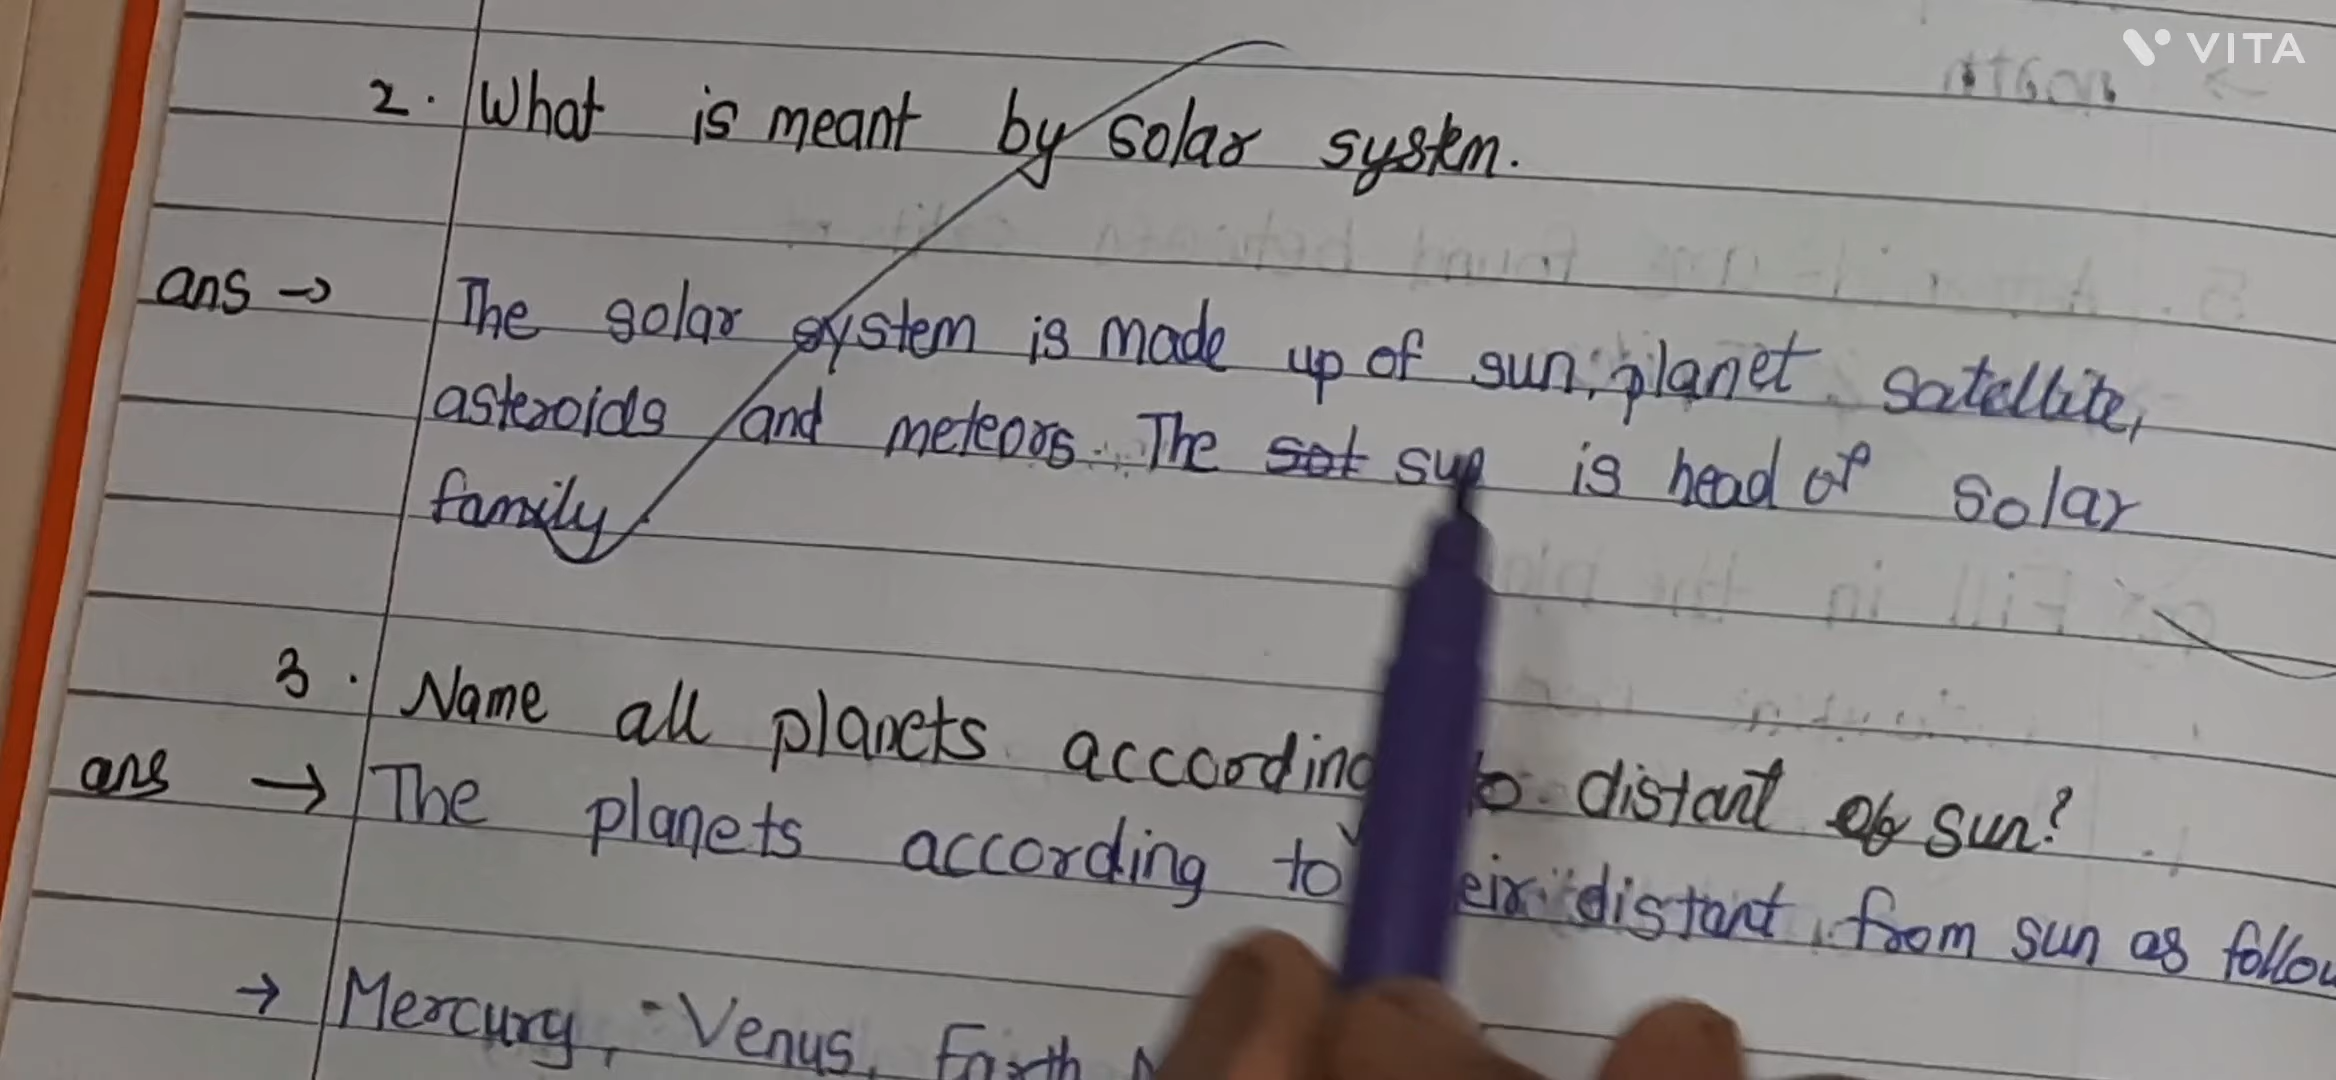 VITA
2. What is meant by solar system.
ans → The solar system is made up of sun, planet, satellite,
asteroids and meteors. The sot sun is head of solar
family
3. Name all planets according to distant of sun?
ans → The planets according to distant from sun as
→ Mercury, Venus, Earth